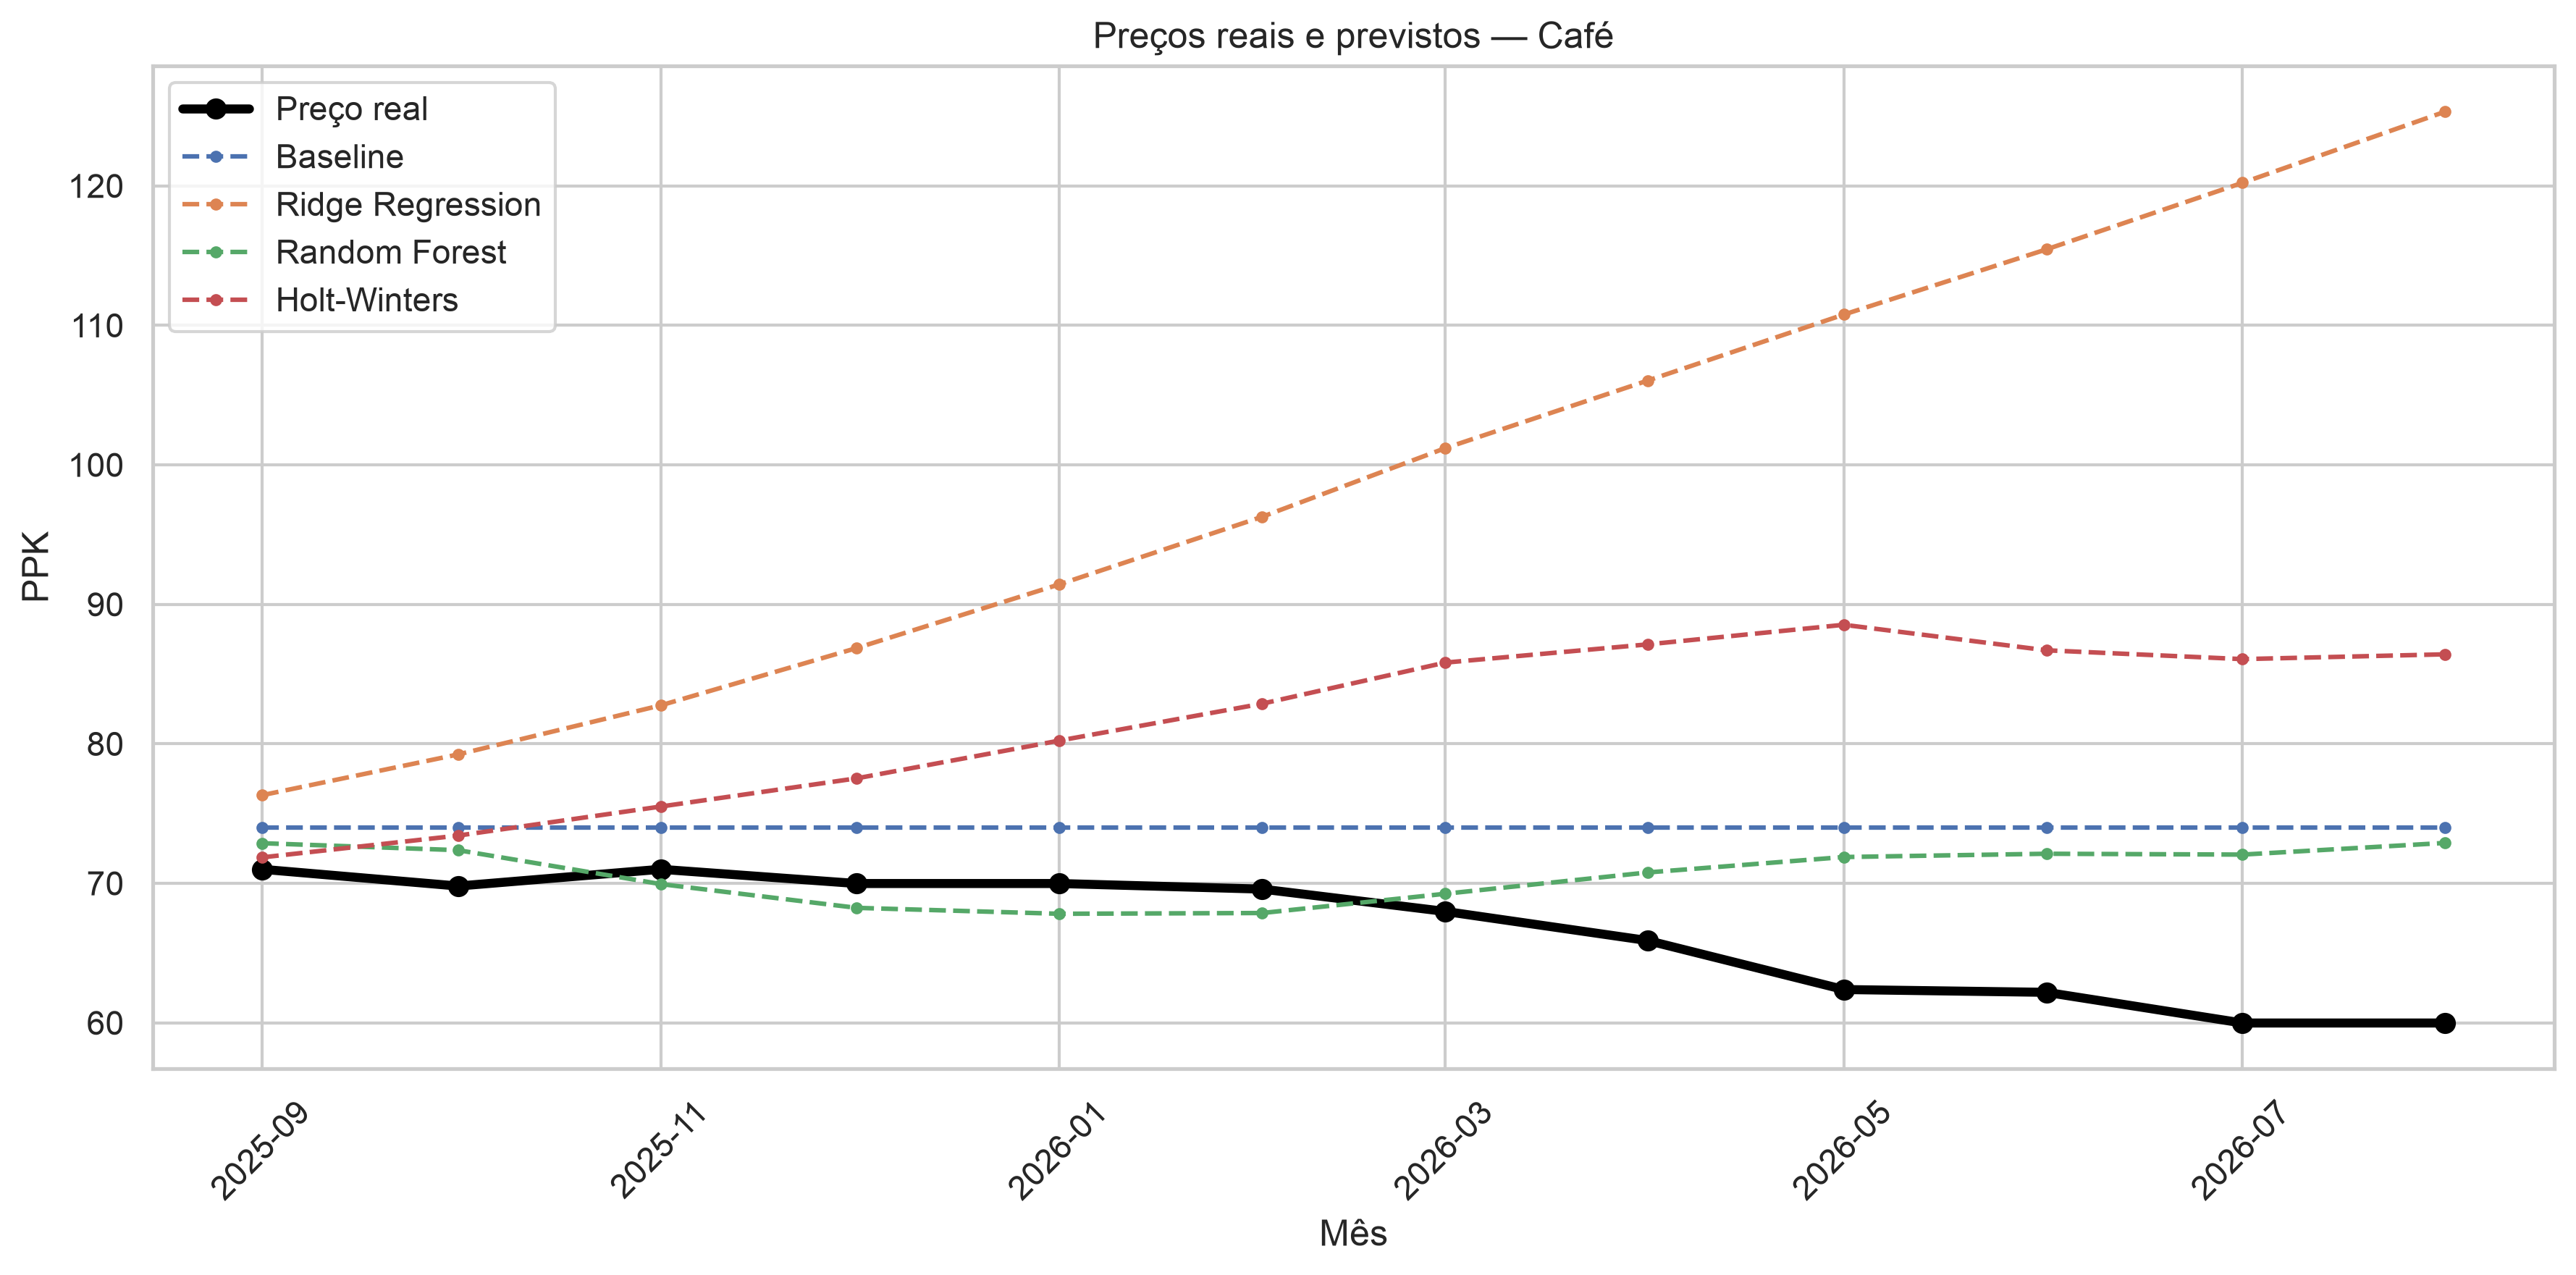 Preços reais e previstos — Café
Preço real
Baseline
Ridge Regression
Random Forest
Holt-Winters
PPK
120
110
100
90
80
70
60
2025-09
2025-11
2026-01
2026-03
2026-05
2026-07
Mês